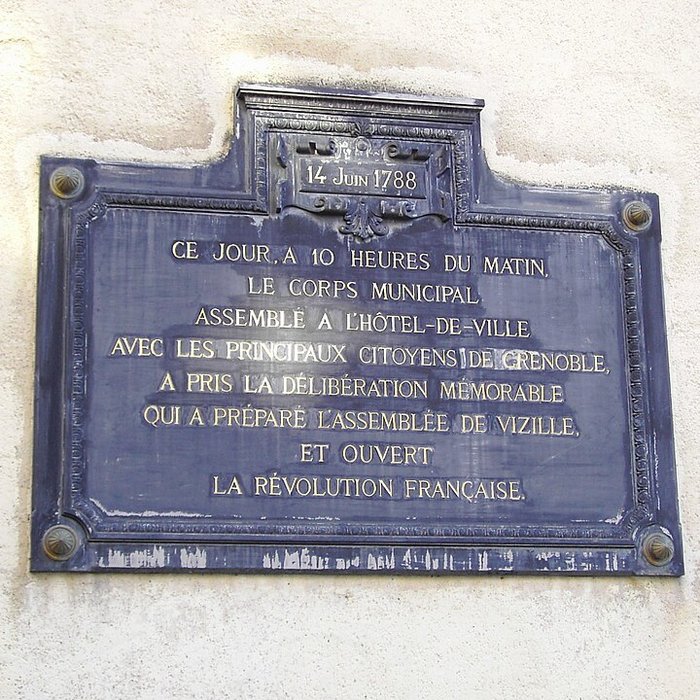 14 Juin 1788
CE JOUR, A 10 HEURES DU MATIN,
LE CORPS MUNICIPAL
ASSEMBLÉ A L'HÔTEL-DE-VILLE
AVEC LES PRINCIPAUX CITOYENS DE GRENOBLE,
A PRIS LA DÉLIBÉRATION MÉMORABLE
QUI A PRÉPARÉ L'ASSEMBLÉE DE VIZILLE,
ET OUVERT
LA RÉVOLUTION FRANÇAISE.